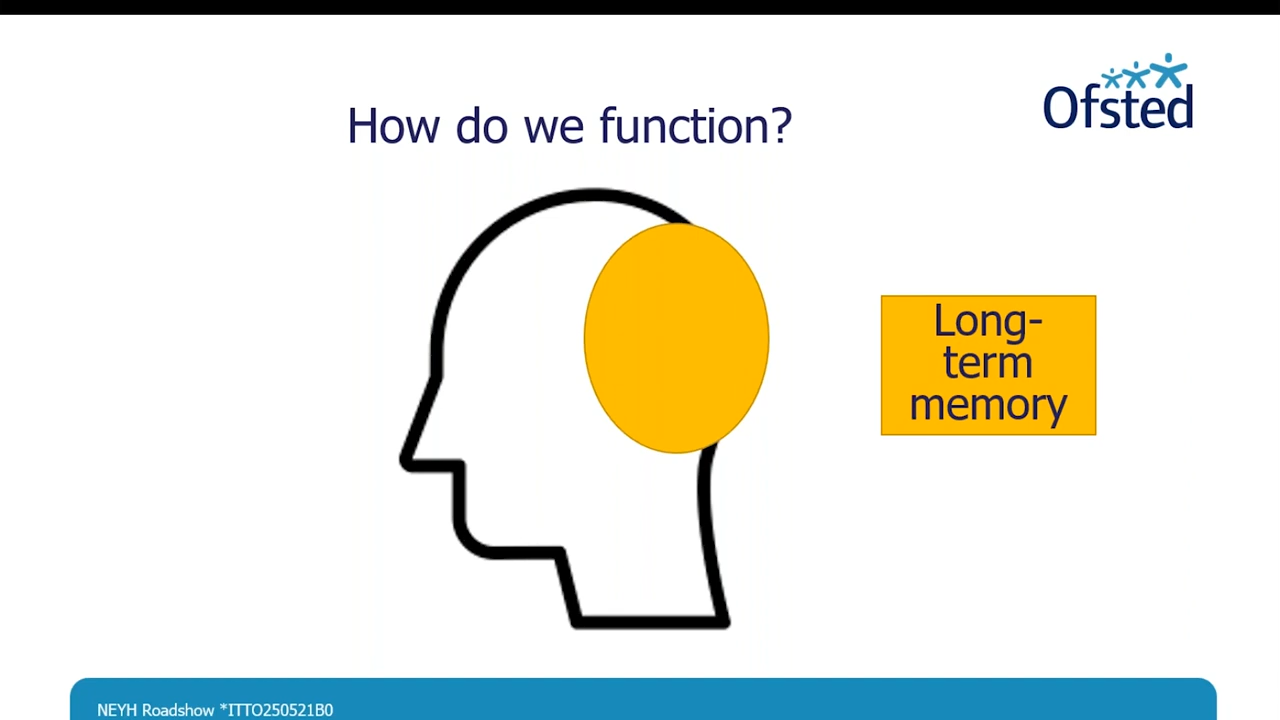 Ofsted
How do we function?
Long-
term
memory
NEYH Roadshow *ITTO250521B0